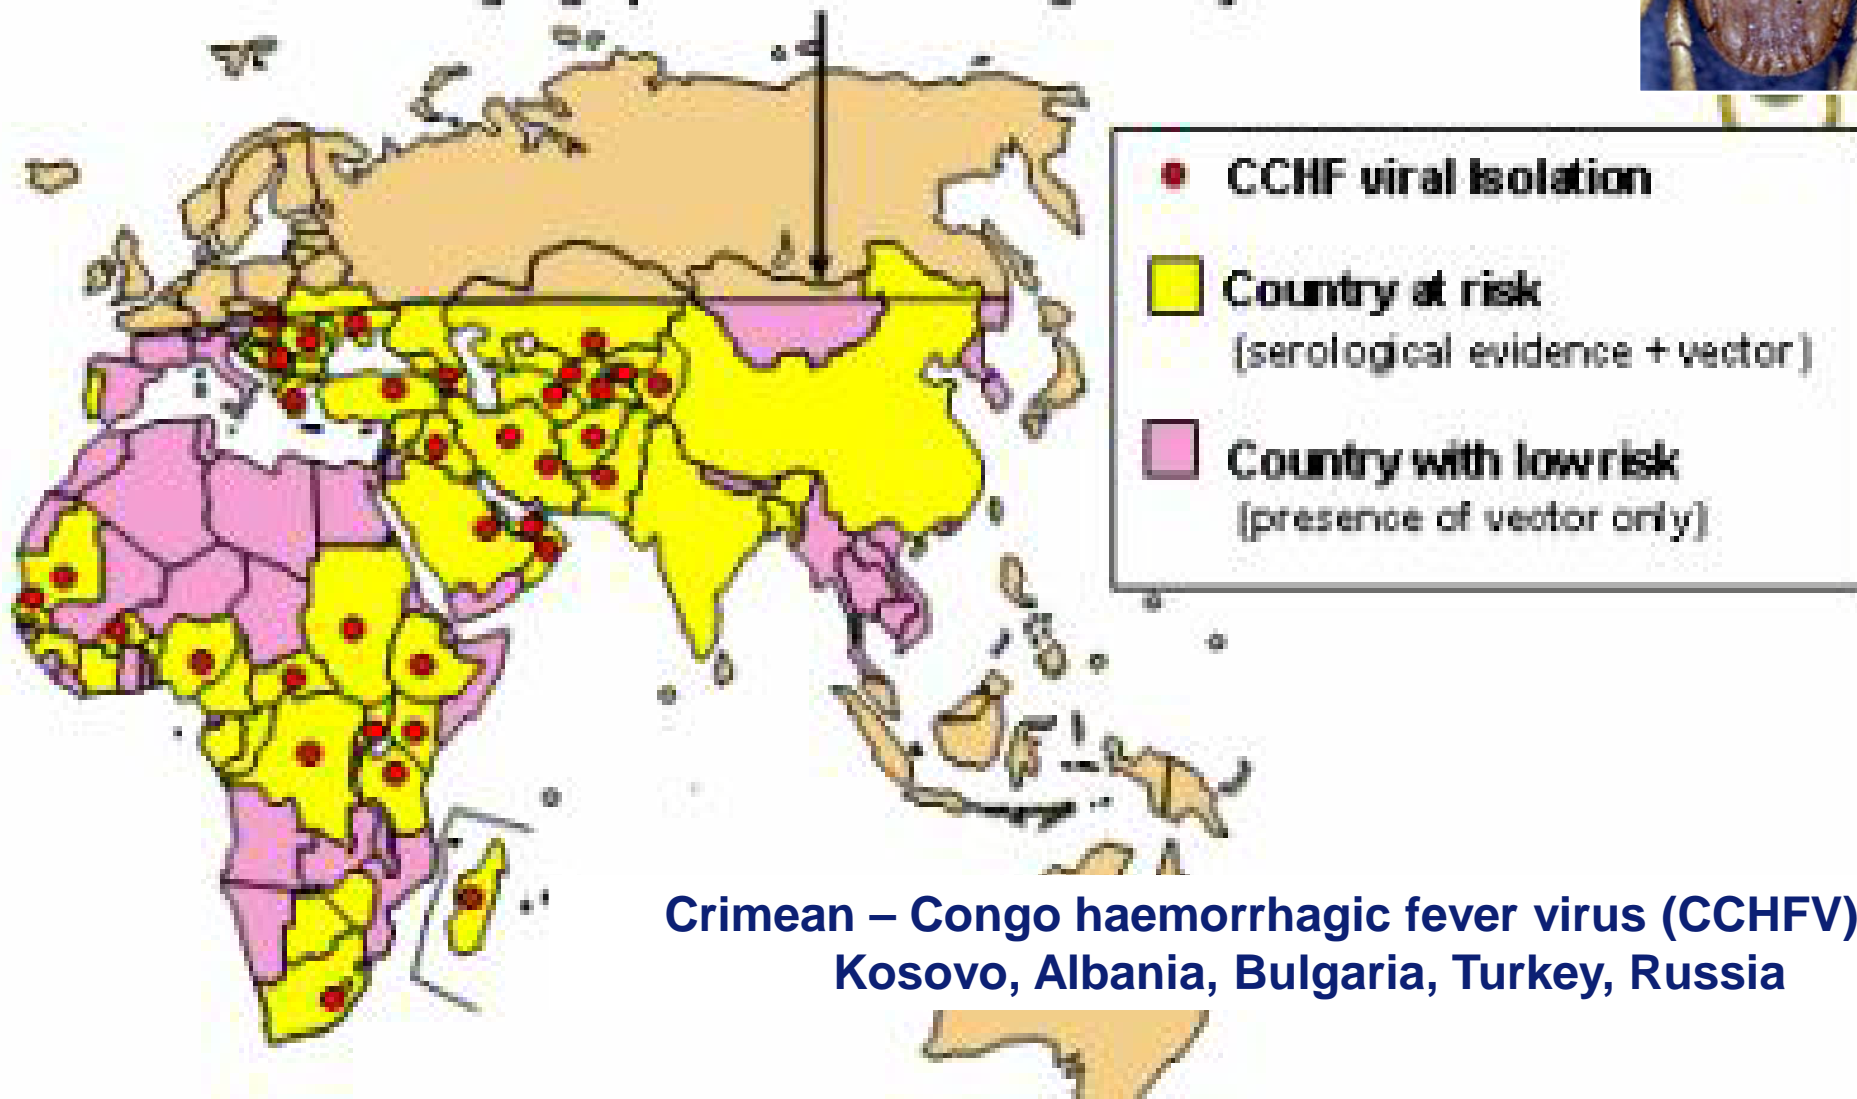 CCHF viral Isolation
Country at risk
(serological evidence + vector)
Country with low risk
(presence of vector only)
Crimean – Congo haemorrhagic fever virus (CCHFV)
Kosovo, Albania, Bulgaria, Turkey, Russia